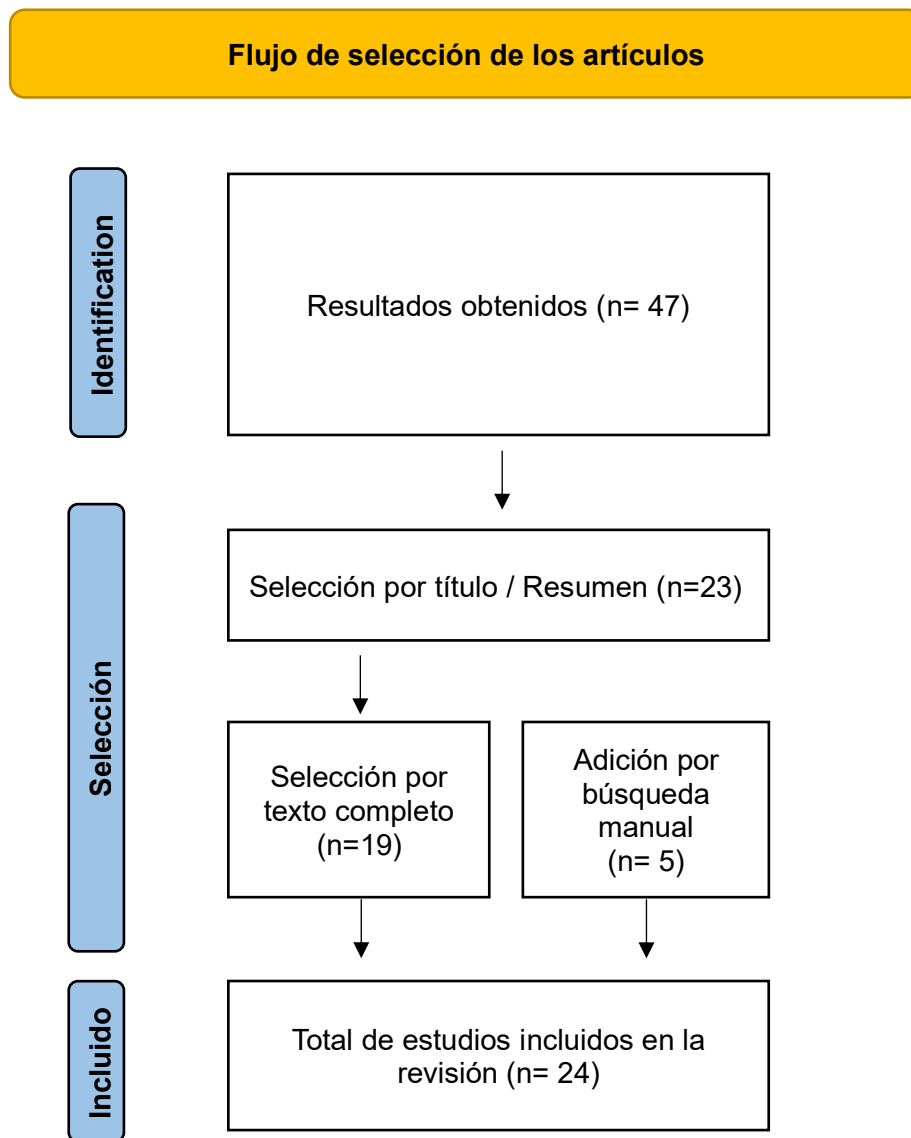 Flujo de selección de los artículos
Identification
Resultados obtenidos (n= 47)
Selección
Selección por título / Resumen (n=23)
Selección por
texto completo
(n=19)
Adición por
búsqueda
manual
(n= 5)
Incluido
Total de estudios incluidos en la
revisión (n= 24)